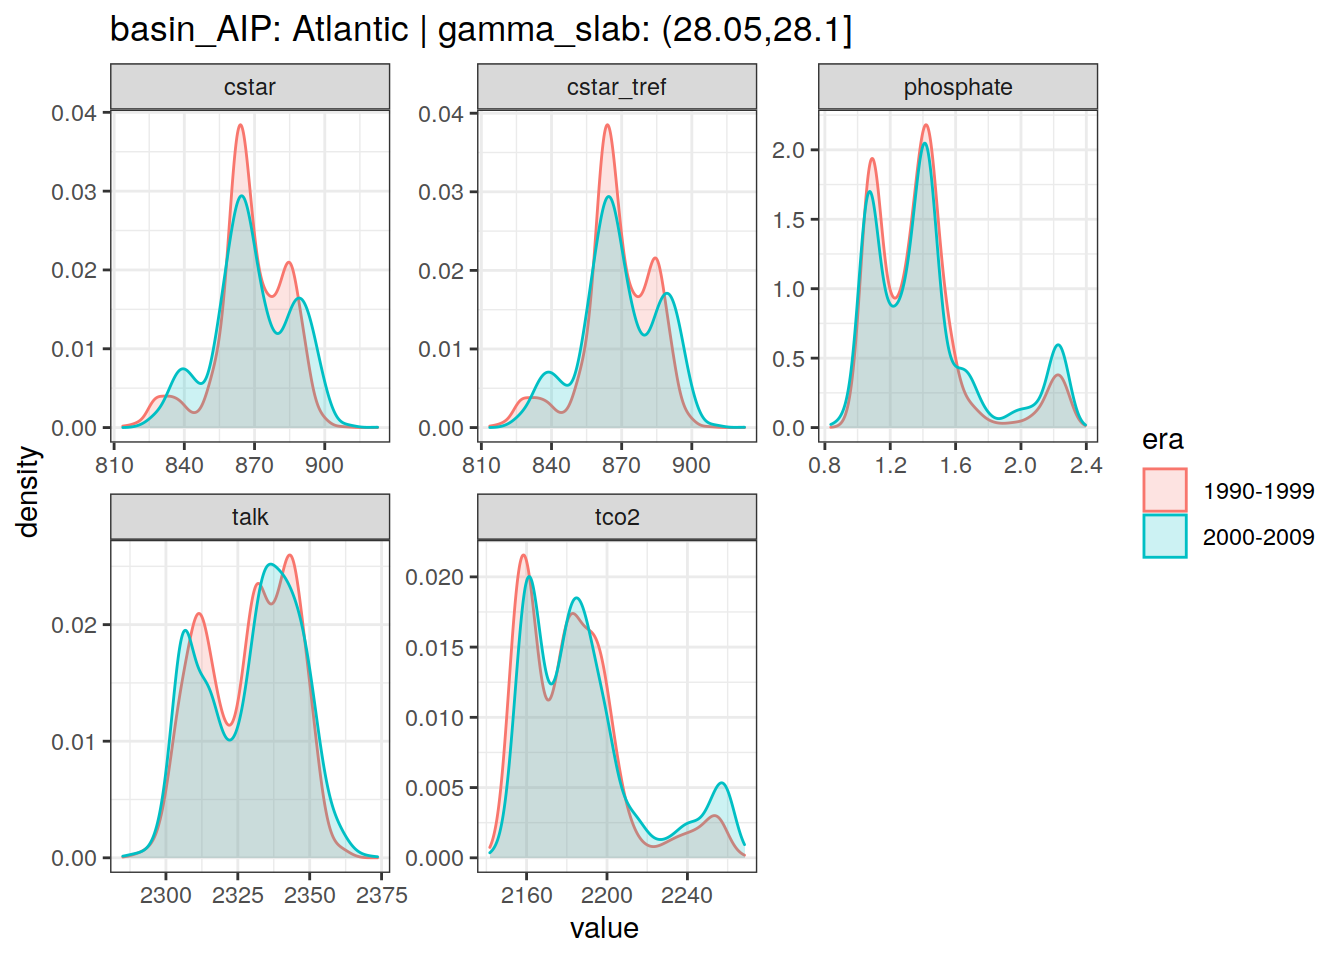 basin_AIP: Atlantic | gamma_slab: (28.05,28.1]
cstar
cstar_tref
phosphate
0.04
0.03
0.02
0.01
0.00
810 840 870 900
0.04
0.03
0.02
0.01
0.00
810 840 870 900
2.0
1.5
1.0
0.5
0.0
0.8 1.2 1.6 2.0 2.4
talk
tco2
0.02
0.01
0.00
2300 2325 2350 2375
0.020
0.015
0.010
0.005
0.000
2160 2200 2240
density
value
era
1990-1999
2000-2009